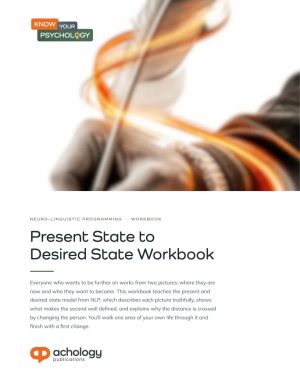 KNOW YOUR
PSYCHOLOGY
NEURO-LINGUISTIC PROGRAMMING · WORKBOOK
Present State to
Desired State Workbook
Everyone who wants to be further on works from two pictures: where they are
now and who they want to become. This workbook teaches the present and
desired state model from NLP, which describes each picture truthfully, shows
what makes the second well defined, and explains why the distance is crossed
by changing the person. You'll walk one area of your own life through it and
finish with a first change.
achology
publications